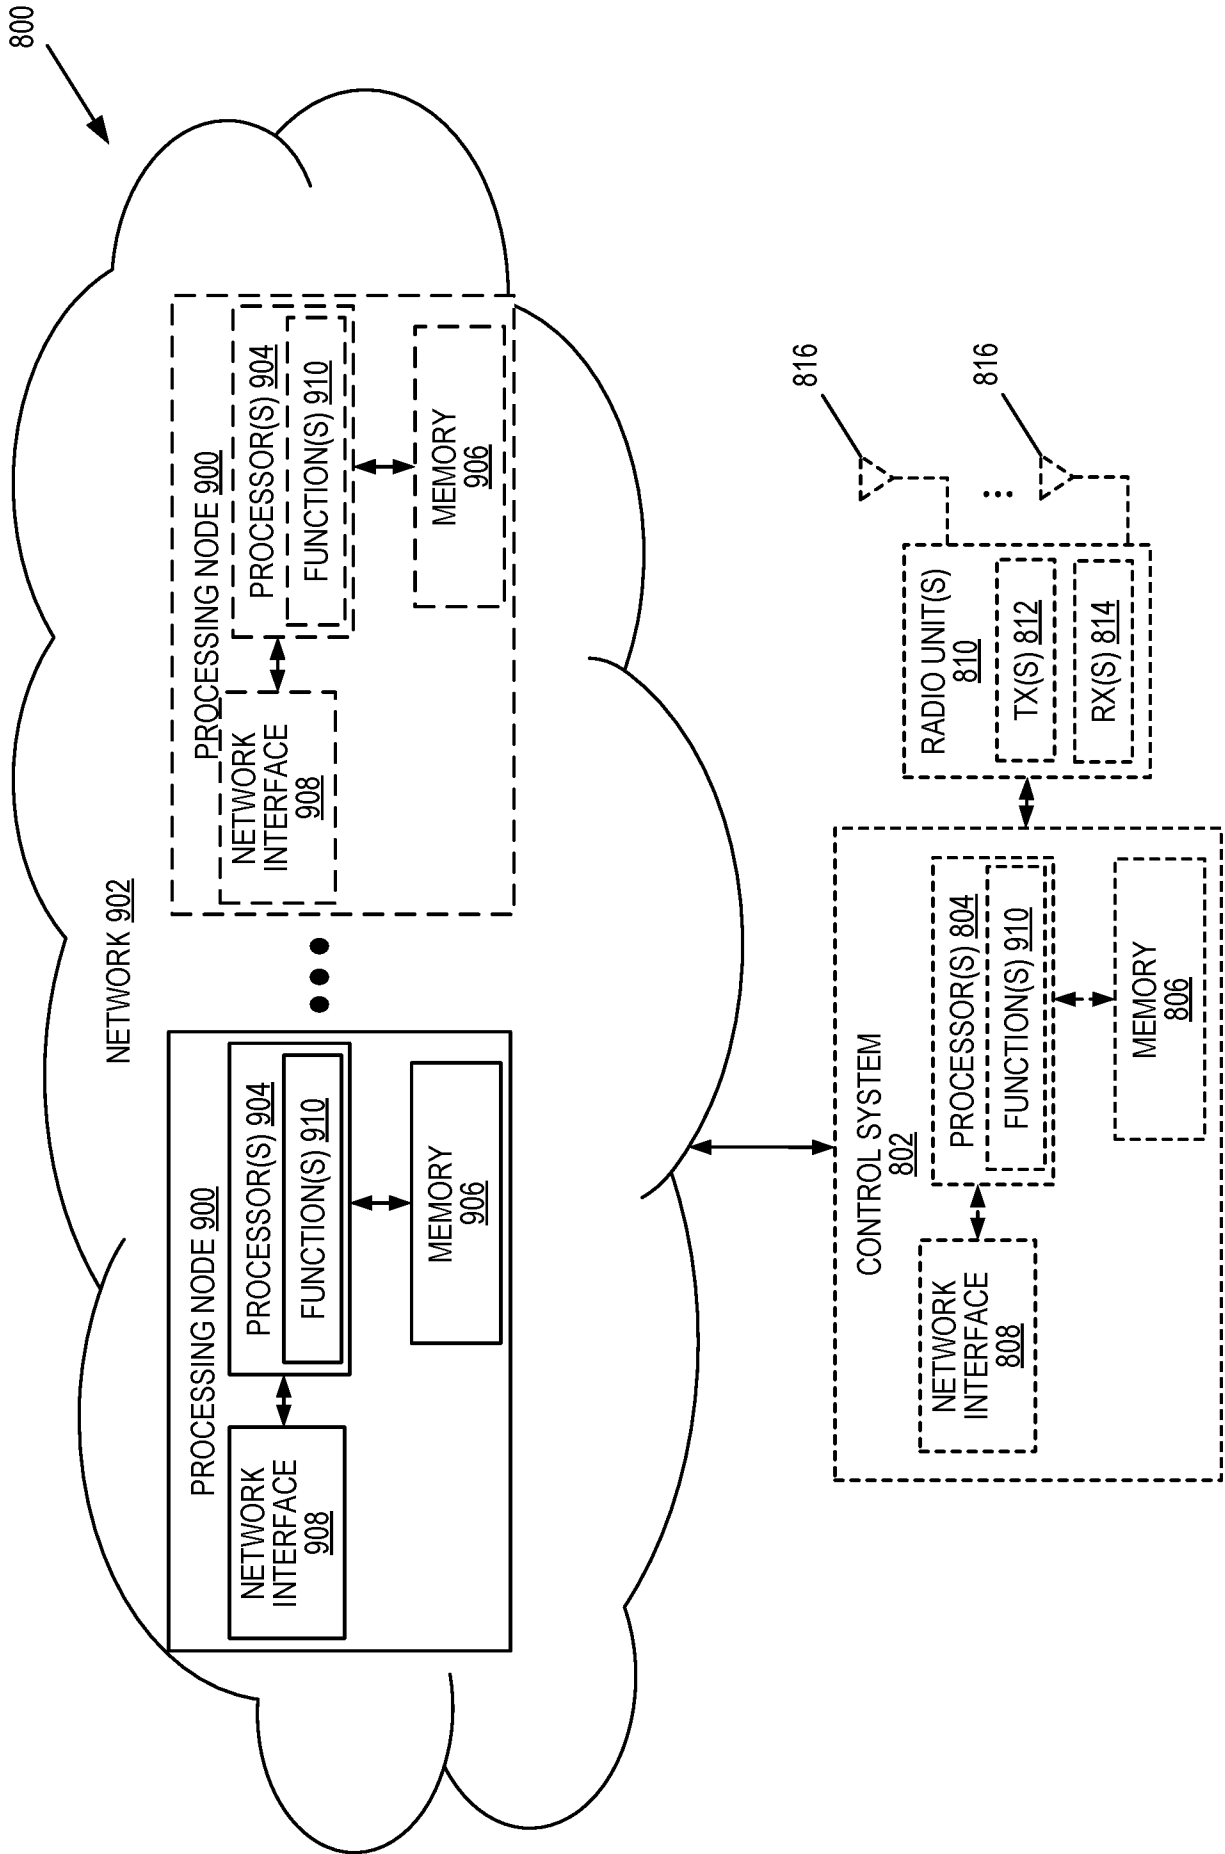 800
NETWORK 902
PROCESSING NODE 900
NETWORK
INTERFACE
908
PROCESSOR(S) 904
FUNCTION(S) 910
MEMORY
906
PROCESSING NODE 900
NETWORK
INTERFACE
908
PROCESSOR(S) 904
FUNCTION(S) 910
MEMORY
906
CONTROL SYSTEM
802
NETWORK
INTERFACE
808
PROCESSOR(S) 804
FUNCTION(S) 910
MEMORY
806
RADIO UNIT(S)
810
TX(S) 812
RX(S) 814
816
...
816